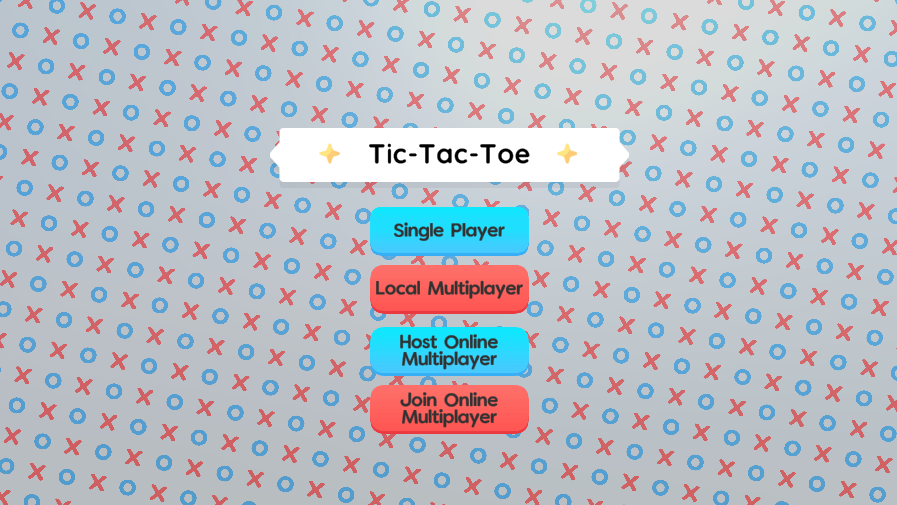 Tic-Tac-Toe
Single Player
Local Multiplayer
Host Online
Multiplayer
Join Online
Multiplayer